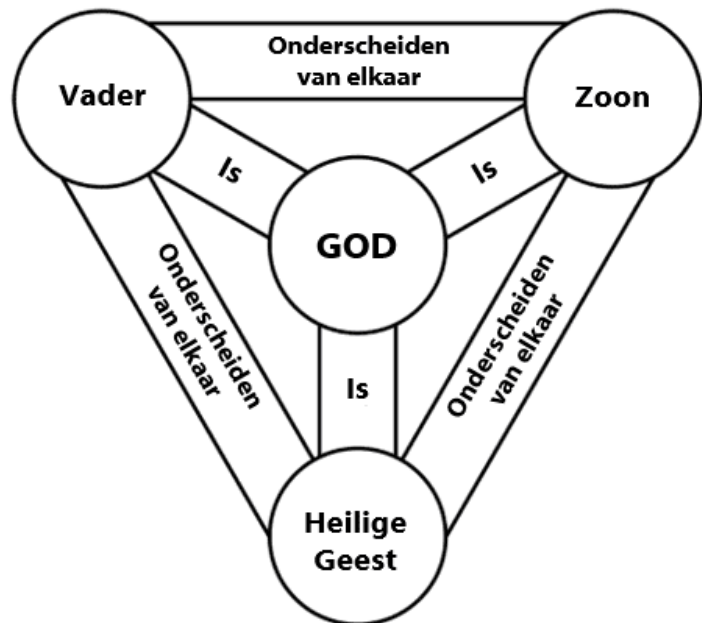 Onderscheiden
van elkaar
Vader
Zoon
Is
Is
GOD
Onderscheiden
van elkaar
Onderscheiden
van elkaar
Is
Heilige
Geest